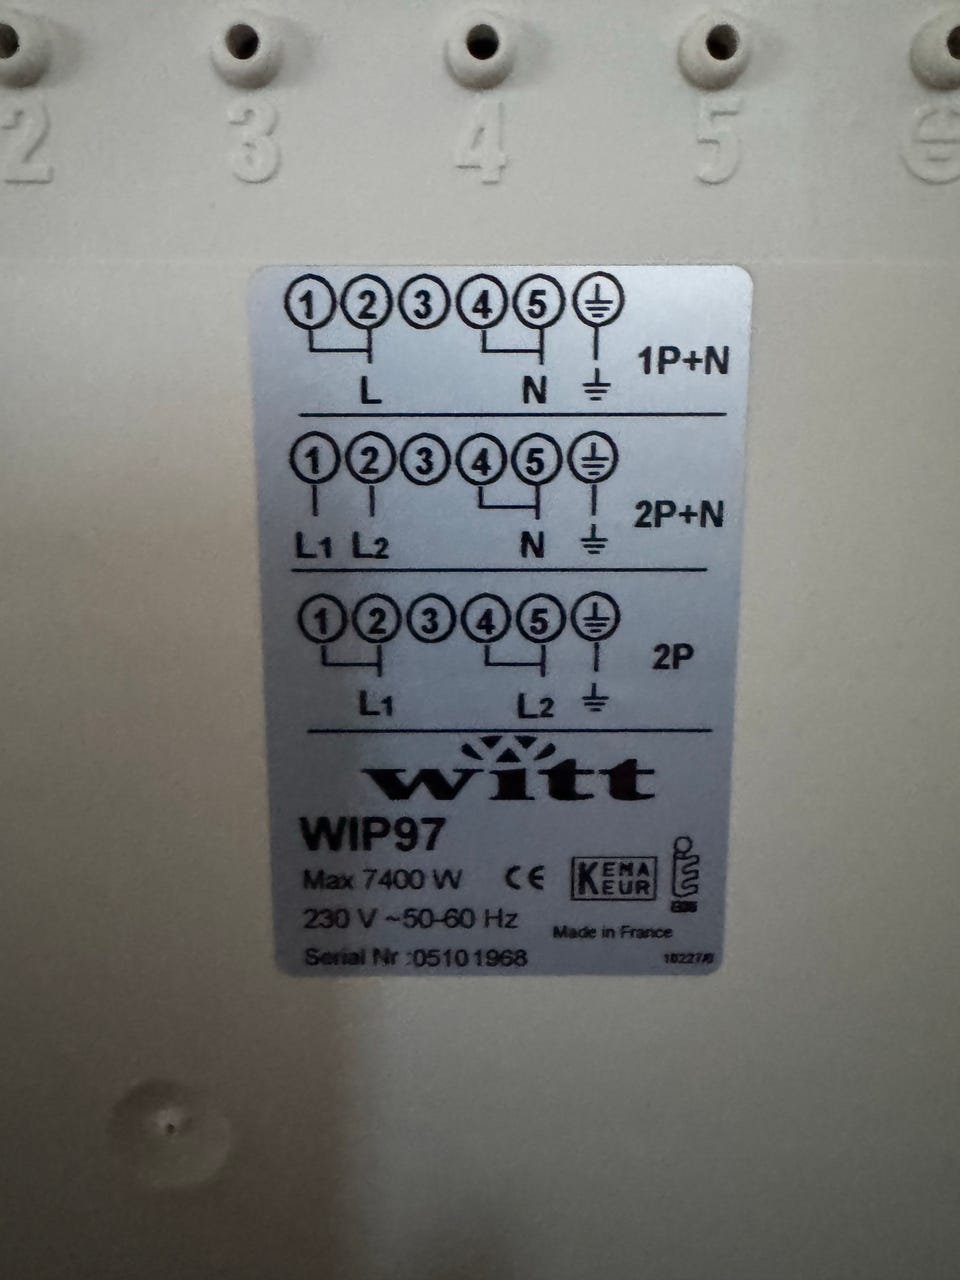 2 3 4 5
1 2 3 4 5
L N 1P+N
1 2 3 4 5
L1 L2 N 2P+N
1 2 3 4 5
L1 L2 2P
witt
WIP97
Max 7400 W CE KEMA EUR
230 V ~50-60 Hz
Made in France
Serial Nr :05101968